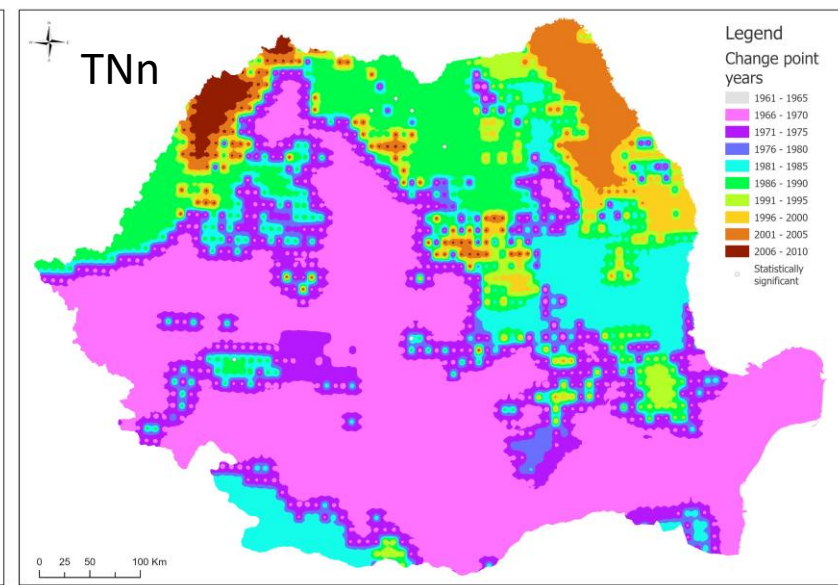 TNn
Legend
Change point
years
1961 - 1965
1966 - 1970
1971 - 1975
1976 - 1980
1981 - 1985
1986 - 1990
1991 - 1995
1996 - 2000
2001 - 2005
2006 - 2010
Statistically
significant
0 25 50 100 Km